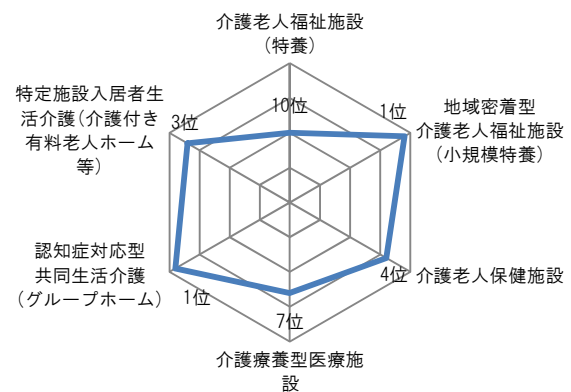 介護老人福祉施設
（特養）
10位
1位
地域密着型
介護老人福祉施設
（小規模特養）
4位
介護老人保健施設
7位
介護療養型医療施
設
1位
認知症対応型
共同生活介護
（グループホーム）
3位
特定施設入居者生
活介護（介護付き
有料老人ホーム
等）